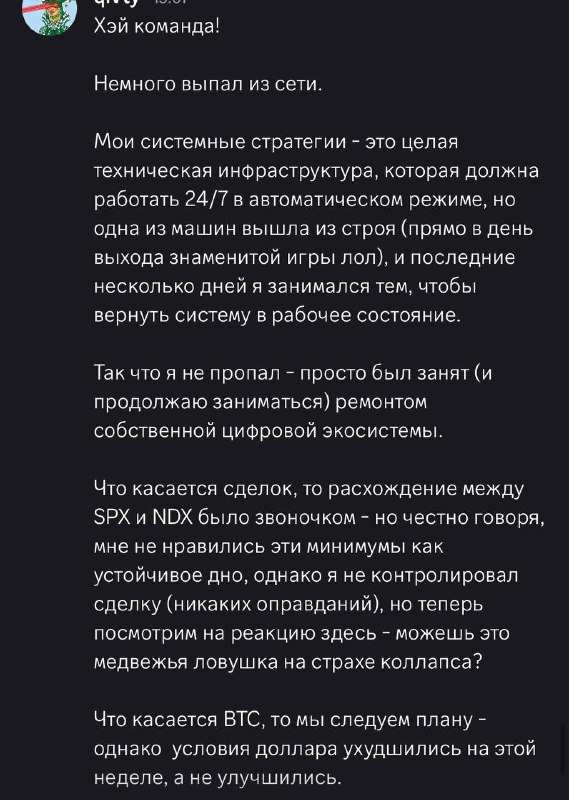 Хэй команда!
Немного выпал из сети.
Мои системные стратегии - это целая
техническая инфраструктура, которая должна
работать 24/7 в автоматическом режиме, но
одна из машин вышла из строя (прямо в день
выхода знаменитой игры лол), и последние
несколько дней я занимался тем, чтобы
вернуть систему в рабочее состояние.
Так что я не пропал - просто был занят (и
продолжаю заниматься) ремонтом
собственной цифровой экосистемы.
Что касается сделок, то расхождение между
SPX и NDX было звоночком - но честно говоря,
мне не нравились эти минимумы как
устойчивое дно, однако я не контролировал
сделку (никаких оправданий), но теперь
посмотрим на реакцию здесь - можешь это
медвежья ловушка на страхе коллапса?
Что касается BTC, то мы следуем плану -
однако условия доллара ухудшились на этой
неделе, а не улучшились.